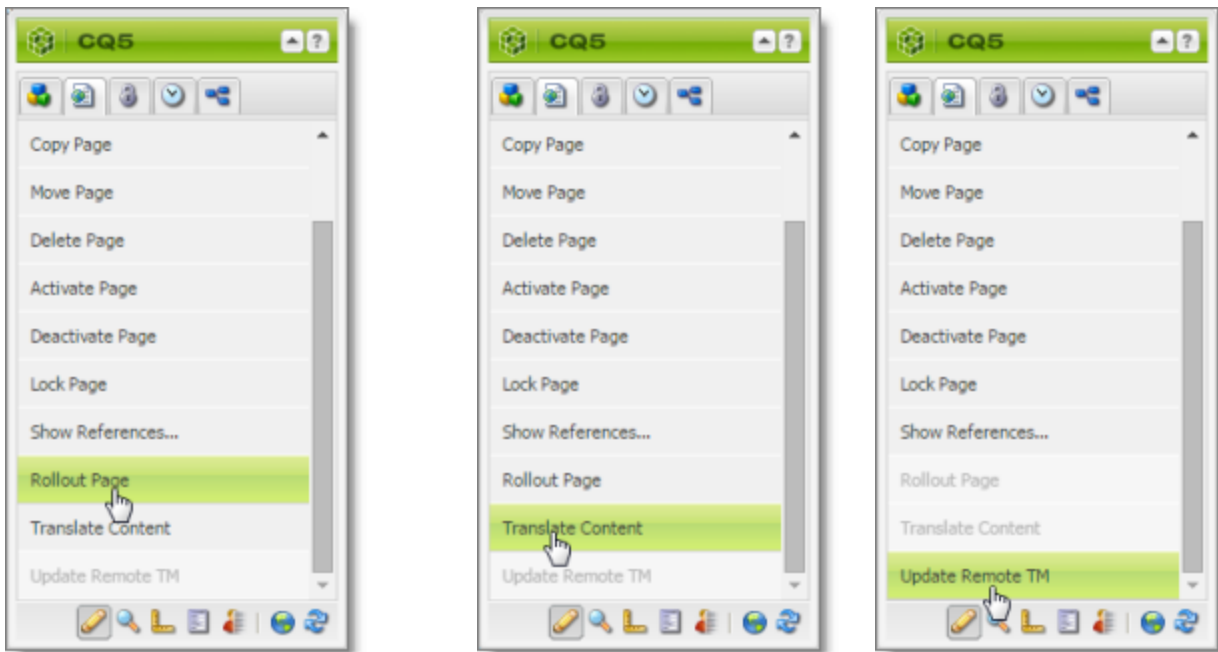 CQ5 ?
Copy Page
Move Page
Delete Page
Activate Page
Deactivate Page
Lock Page
Show References...
Rollout Page
Translate Content
Update Remote TM
CQ5 ?
Copy Page
Move Page
Delete Page
Activate Page
Deactivate Page
Lock Page
Show References...
Rollout Page
Translate Content
Update Remote TM
CQ5 ?
Copy Page
Move Page
Delete Page
Activate Page
Deactivate Page
Lock Page
Show References...
Rollout Page
Translate Content
Update Remote TM